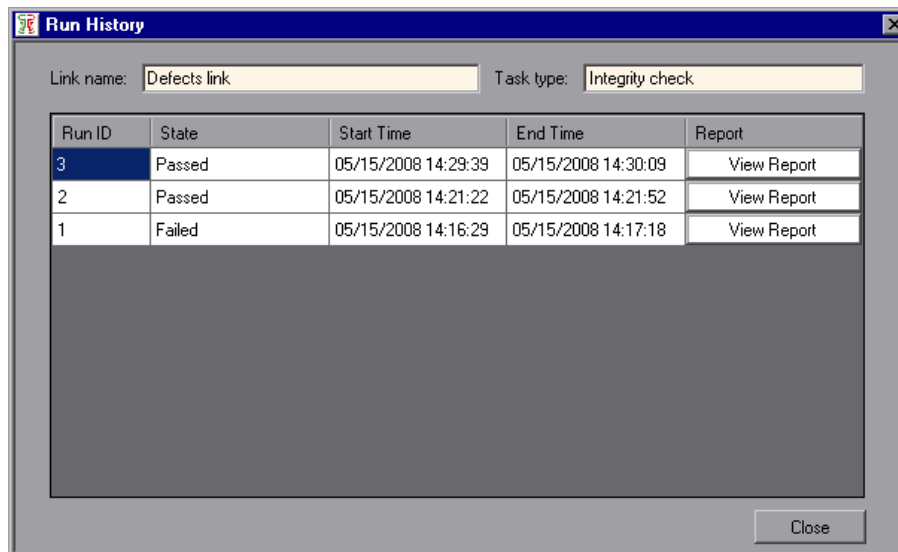 Run History
Link name: Defects link Task type: Integrity check
Run ID State Start Time End Time Report
3 Passed 05/15/2008 14:29:39 05/15/2008 14:30:09 View Report
2 Passed 05/15/2008 14:21:22 05/15/2008 14:21:52 View Report
1 Failed 05/15/2008 14:16:29 05/15/2008 14:17:18 View Report
Close